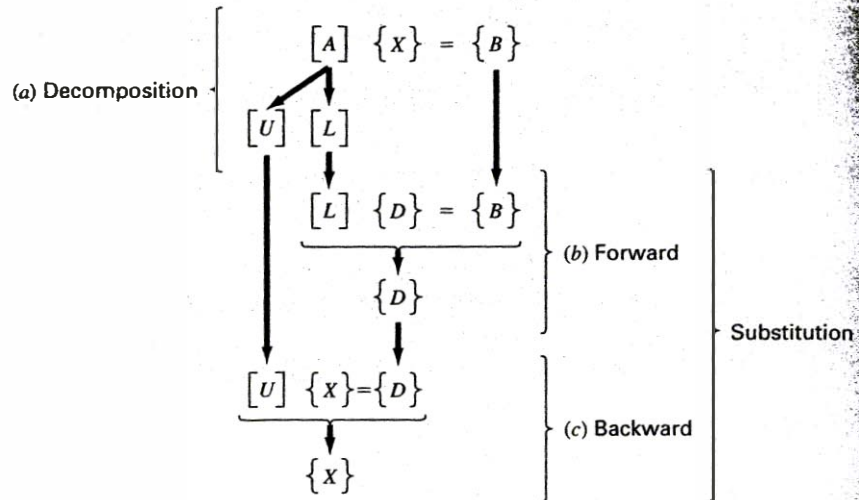 [A] {X} = {B}
(a) Decomposition
[U] [L]
[L] {D} = {B}
(b) Forward
{D}
Substitution
[U] {X}={D}
(c) Backward
{X}